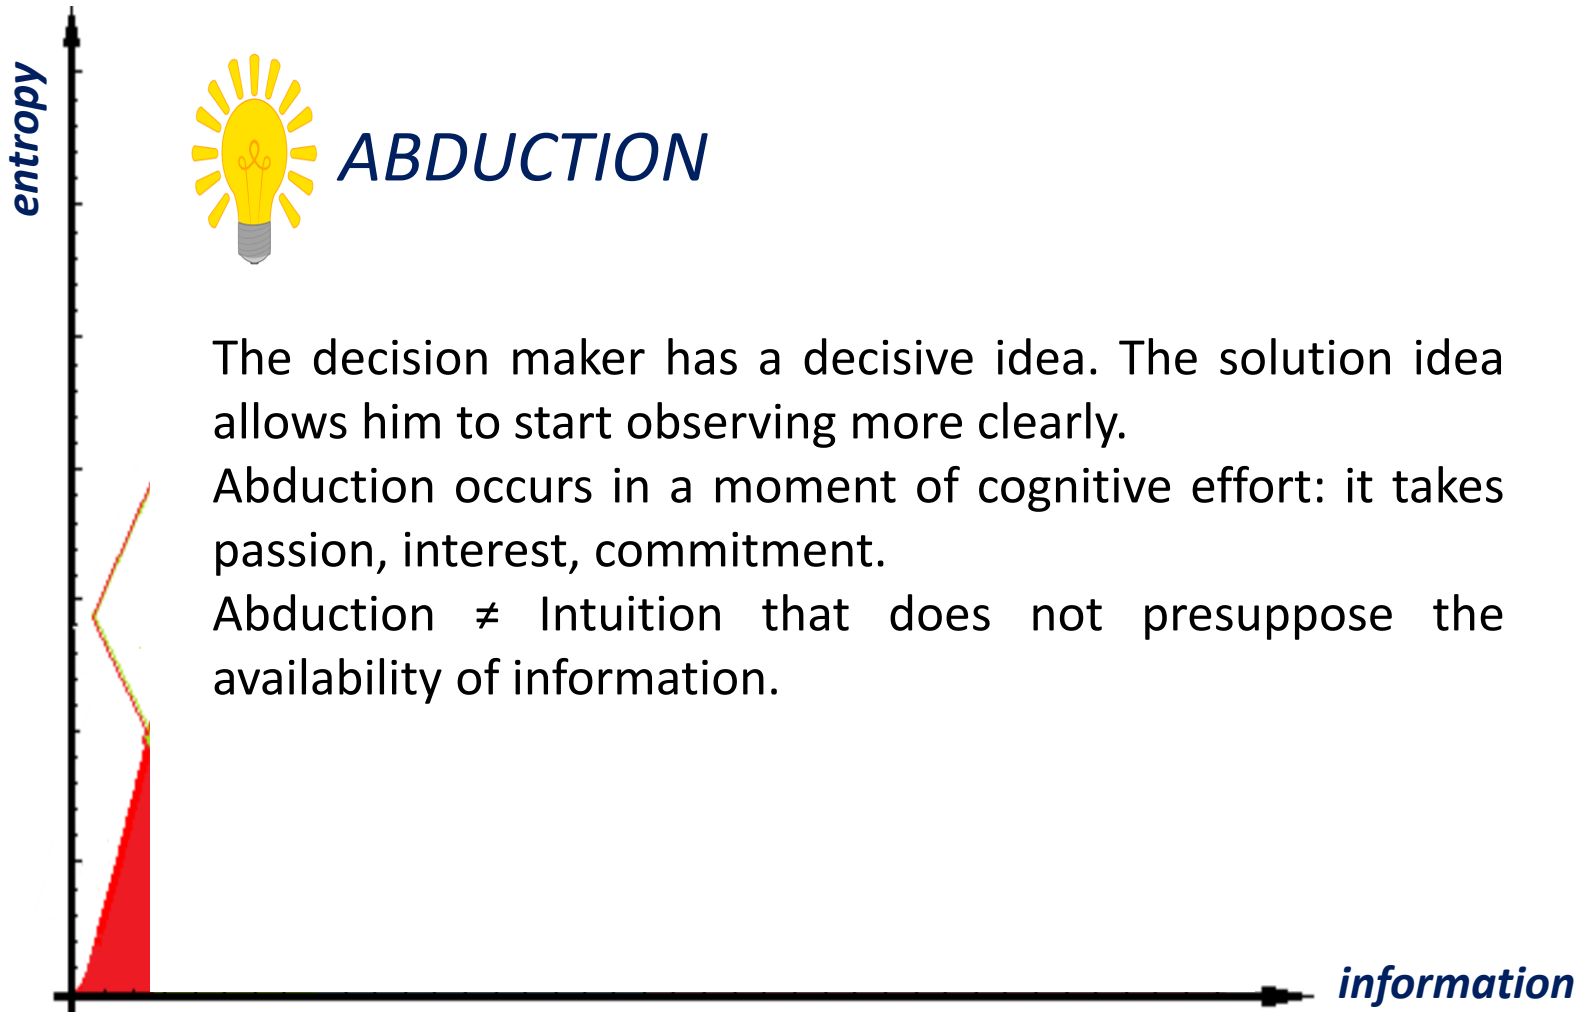 entropy
ABDUCTION
The decision maker has a decisive idea. The solution idea
allows him to start observing more clearly.
Abduction occurs in a moment of cognitive effort: it takes
passion, interest, commitment.
Abduction ≠ Intuition that does not presuppose the
availability of information.
information